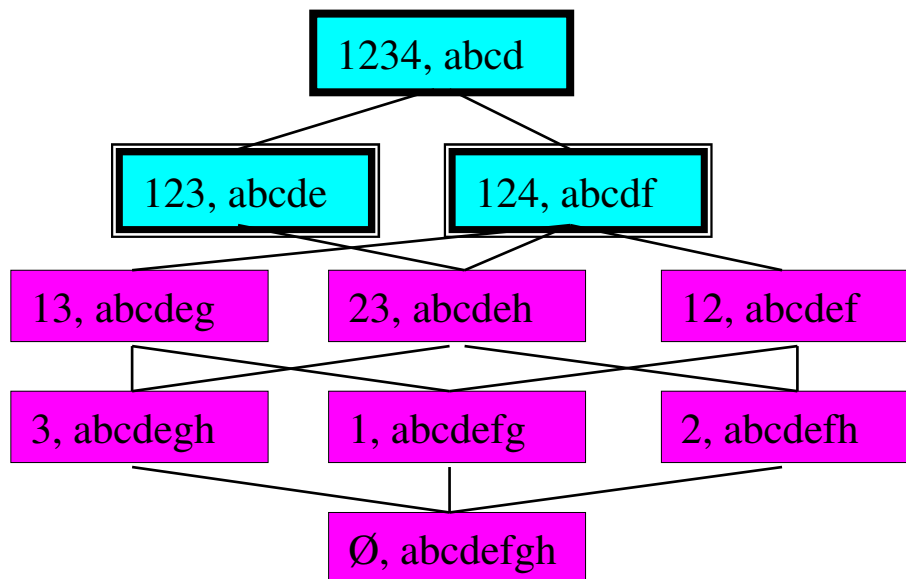 1234, abcd
123, abcde
124, abcdf
13, abcdeg
23, abcdeh
12, abcdef
3, abcdegh
1, abcdefg
2, abcdefh
Ø, abcdefgh